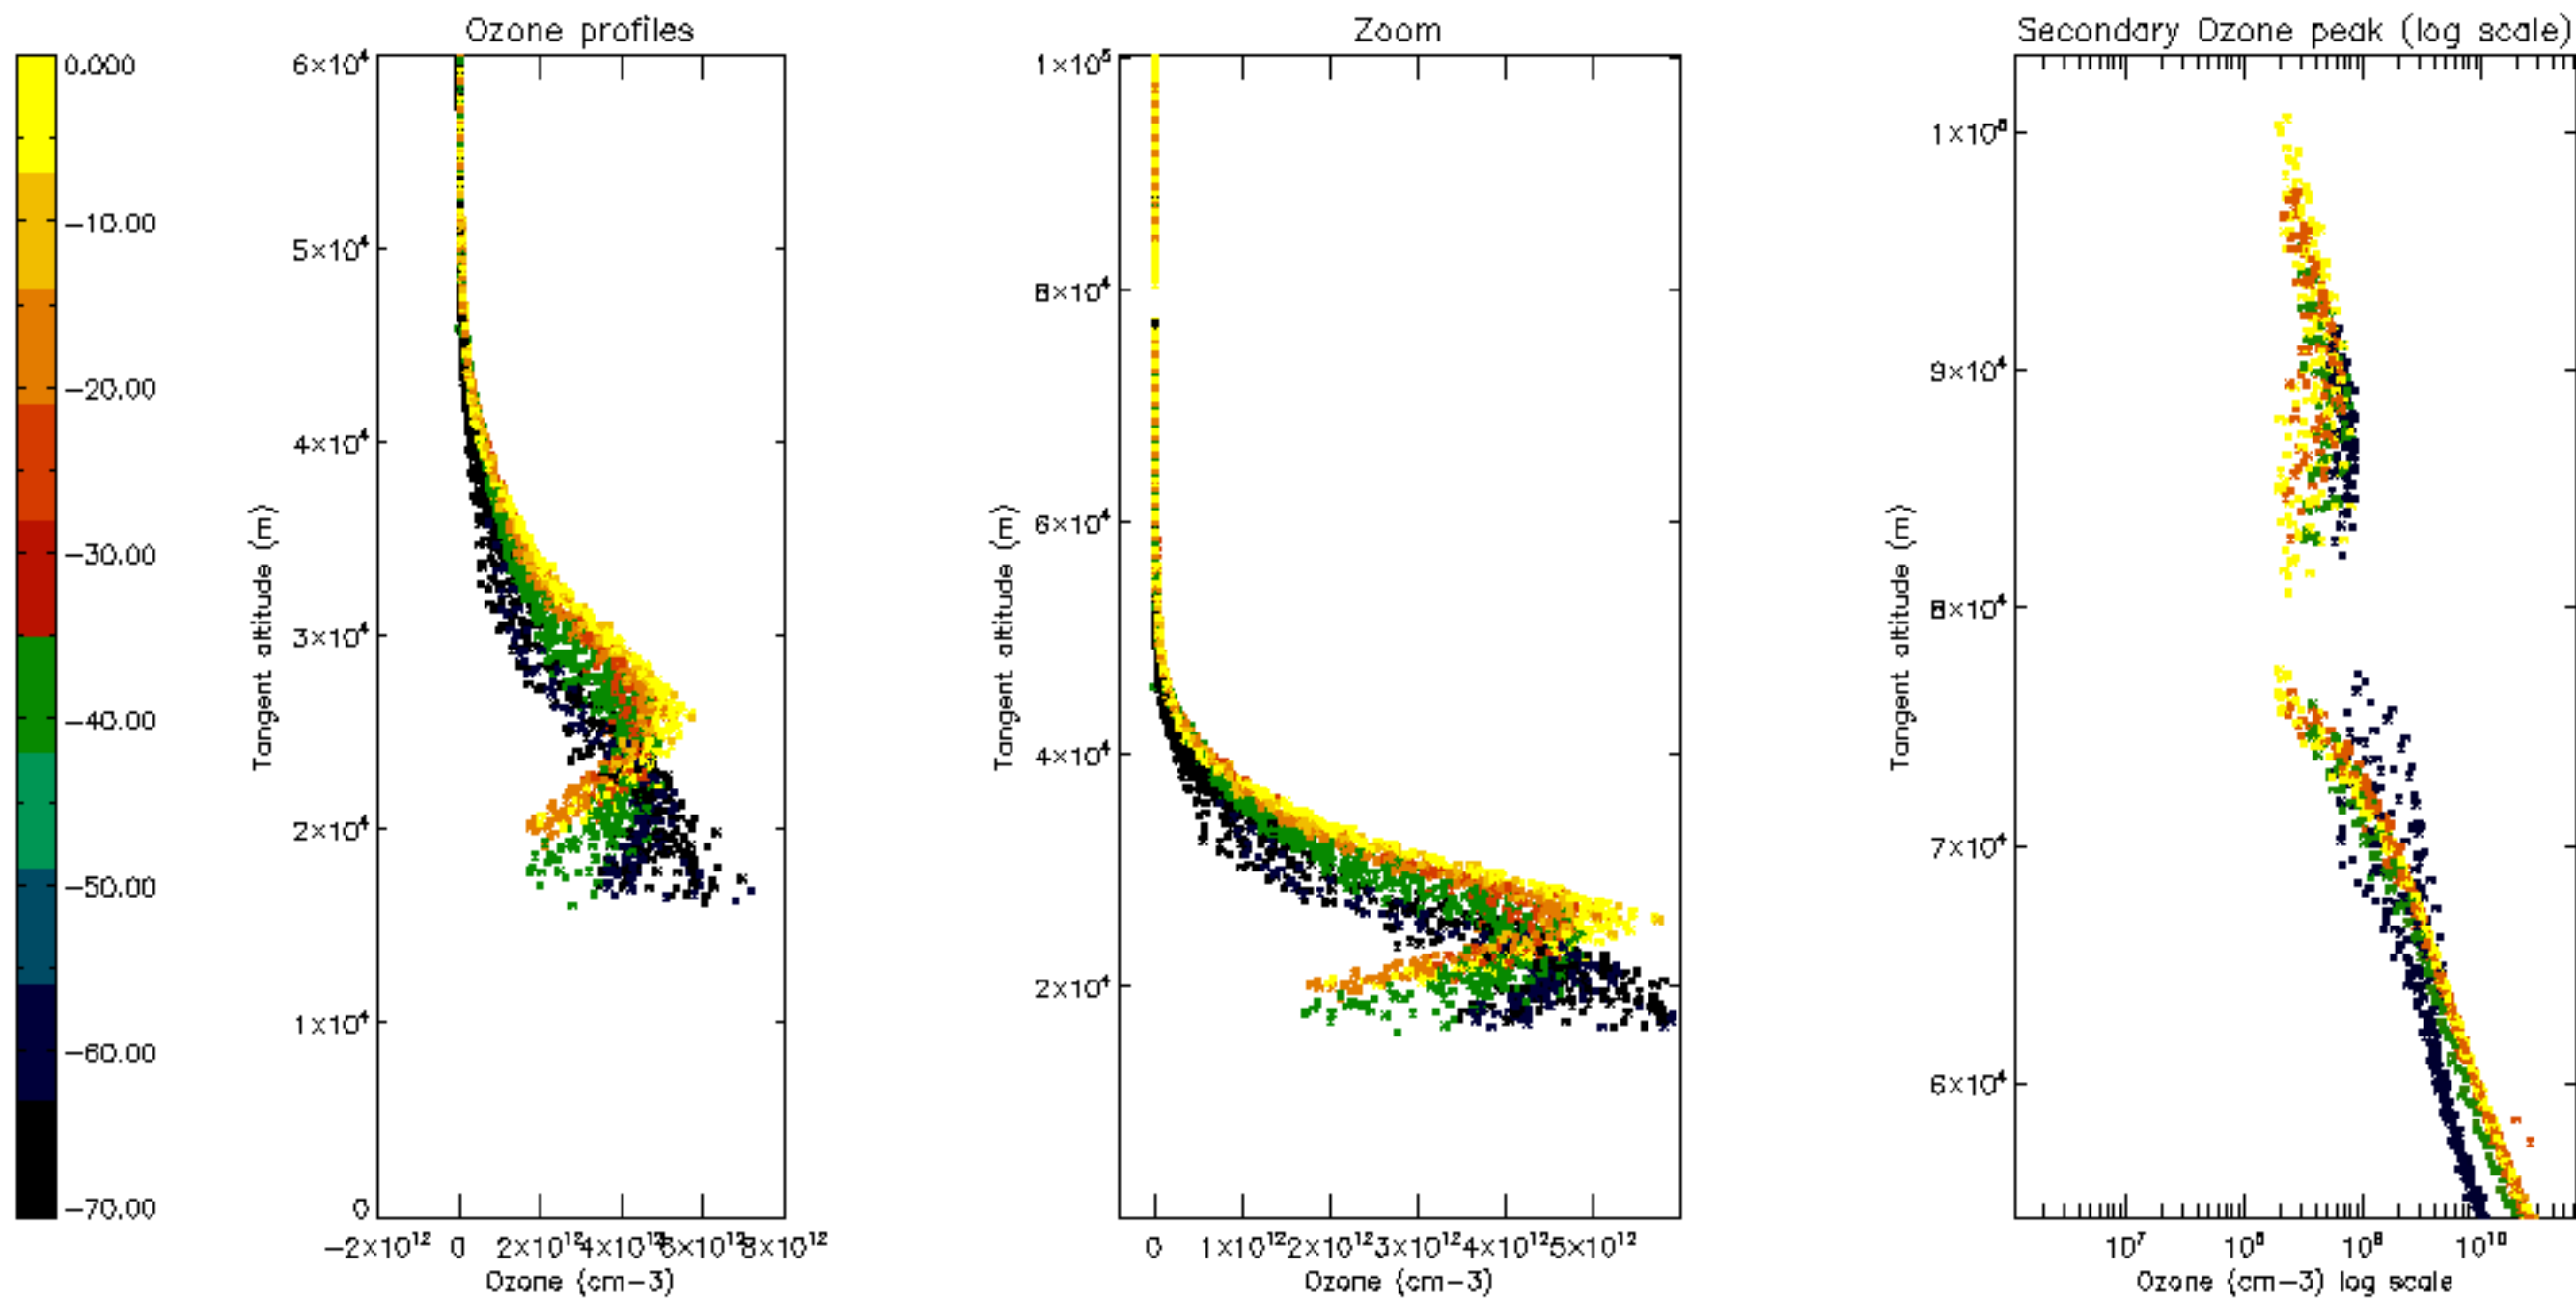 Ozone profiles
Zoom
Secondary Ozone peak (log scale)
0.000
−10.00
−20.00
−30.00
−40.00
−50.00
−60.00
−70.00
6×10⁴
5×10⁴
4×10⁴
3×10⁴
2×10⁴
1×10⁴
0
Tangent altitude (m)
−2×10¹² 0 2×10¹² 4×10¹² 6×10¹² 8×10¹²
Ozone (cm−3)
1×10⁵
8×10⁴
6×10⁴
4×10⁴
2×10⁴
Tangent altitude (m)
0 1×10¹² 2×10¹² 3×10¹² 4×10¹² 5×10¹²
Ozone (cm−3)
1×10⁵
9×10⁴
8×10⁴
7×10⁴
6×10⁴
Tangent altitude (m)
10⁷ 10⁸ 10⁹ 10¹⁰
Ozone (cm−3) log scale